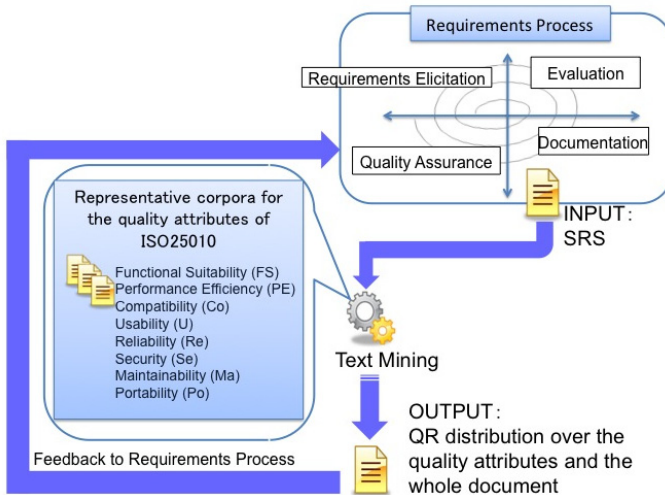 Requirements Process
Requirements Elicitation
Evaluation
Documentation
Quality Assurance
INPUT：
SRS
Representative corpora for
the quality attributes of
ISO25010
Functional Suitability (FS)
Performance Efficiency (PE)
Compatibility (Co)
Usability (U)
Reliability (Re)
Security (Se)
Maintainability (Ma)
Portability (Po)
Text Mining
OUTPUT：
QR distribution over the
quality attributes and the
whole document
Feedback to Requirements Process